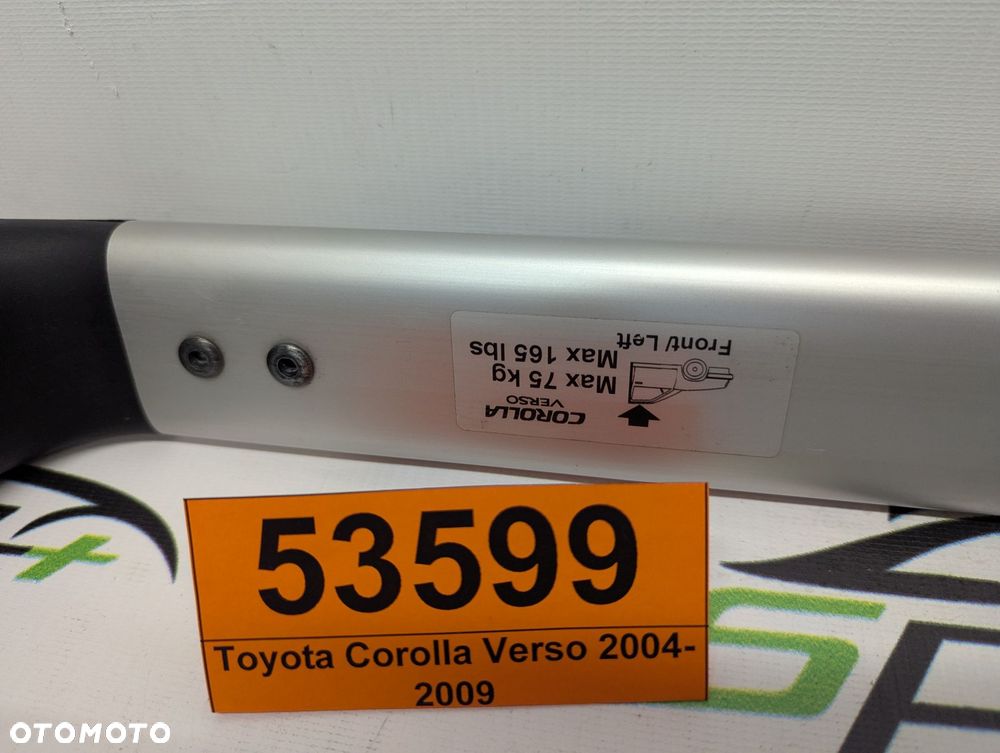 COROLLA
VERSO
Max 75 kg
Max 165 lbs
Front/ Left
53599
Toyota Corolla Verso 2004-
2009
OTOMOTO